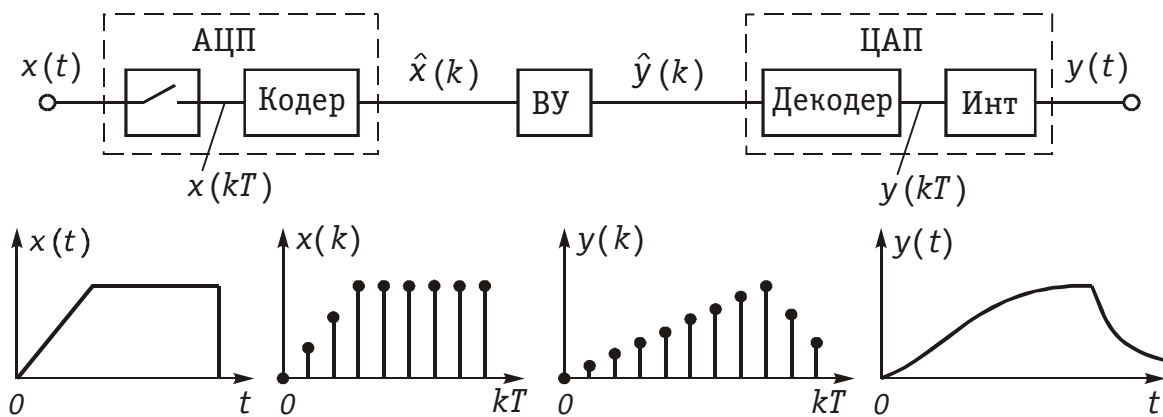 АЦП ЦАП
x(t) x̂(k) ŷ(k) y(t)
Кодер ВУ Декодер Инт
x(kT) y(kT)
x(t) x(k) y(k) y(t)
0 t 0 kT 0 kT 0 t